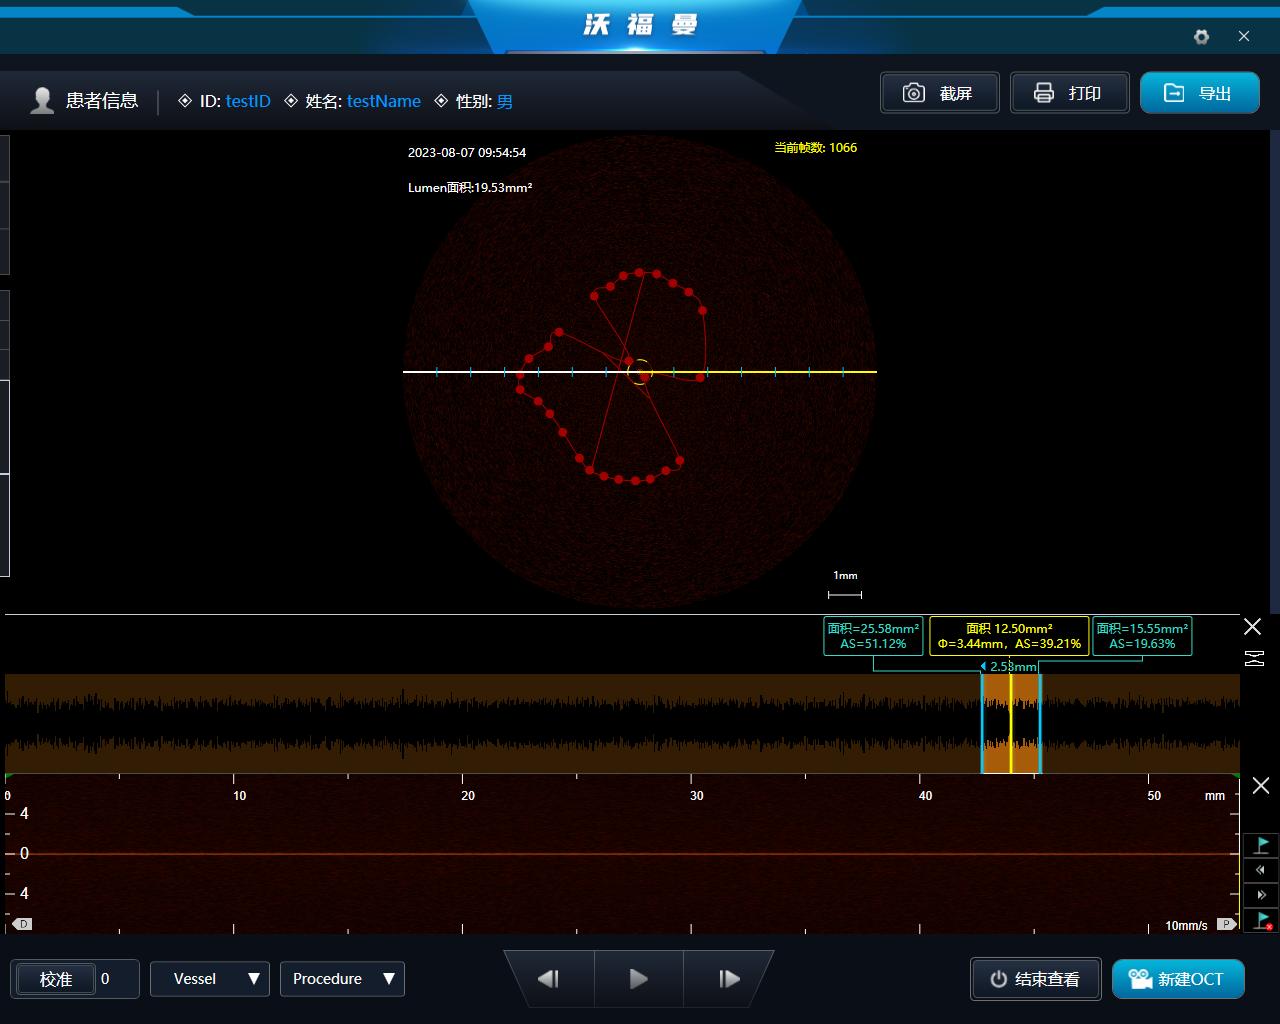 沃福曼
患者信息 ID: testID 姓名: testName 性别: 男
截屏 打印 导出
2023-08-07 09:54:54
当前帧数: 1066
Lumen面积:19.53mm²
1mm
面积=25.58mm²
AS=51.12%
面积 12.50mm²
Φ=3.44mm，AS=39.21%
面积=15.55mm²
AS=19.63%
2.53mm
0 10 20 30 40 50 mm
4
0
4
D
10mm/s P
校准 0 Vessel Procedure 结束查看 新建OCT